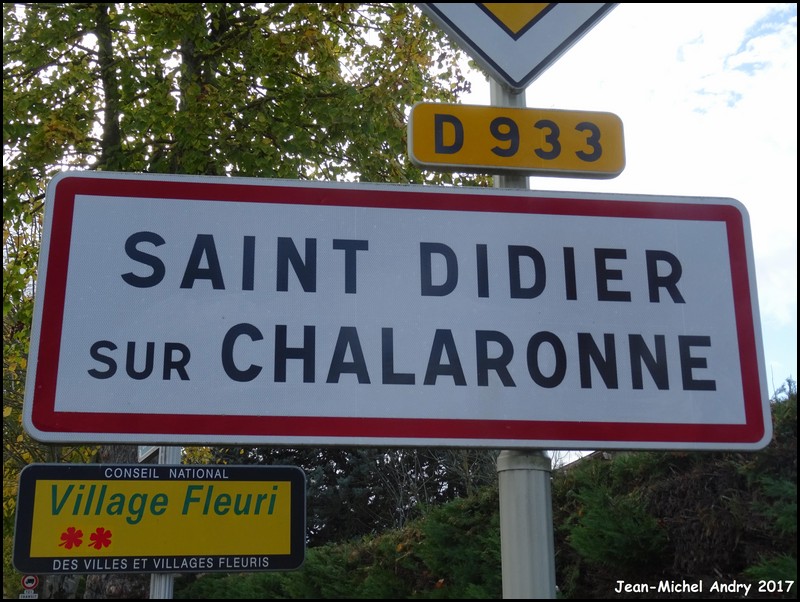 D 933
SAINT DIDIER
SUR CHALARONNE
CONSEIL NATIONAL
Village Fleuri
DES VILLES ET VILLAGES FLEURIS
Jean-Michel Andry 2017